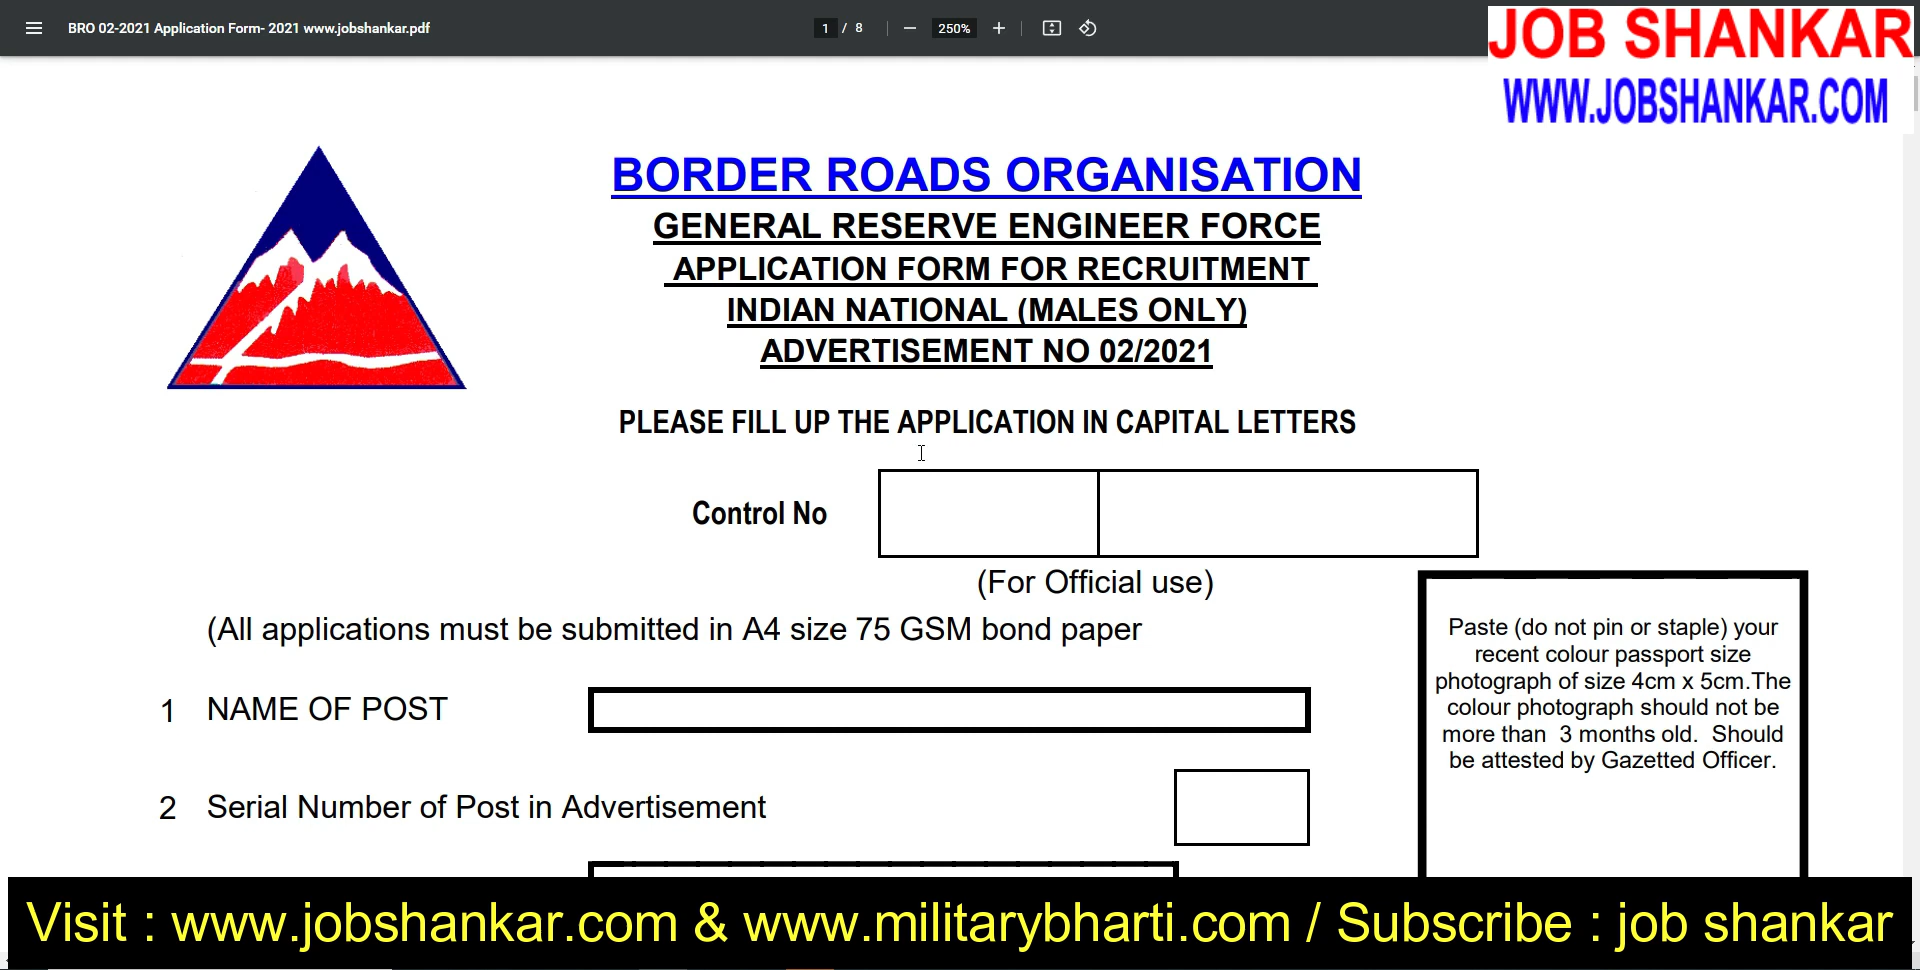 BRO 02-2021 Application Form- 2021 www.jobshankar.pdf
1 / 8
250%
JOB SHANKAR
WWW.JOBSHANKAR.COM
BORDER ROADS ORGANISATION
GENERAL RESERVE ENGINEER FORCE
APPLICATION FORM FOR RECRUITMENT
INDIAN NATIONAL (MALES ONLY)
ADVERTISEMENT NO 02/2021
PLEASE FILL UP THE APPLICATION IN CAPITAL LETTERS
Control No
(For Official use)
(All applications must be submitted in A4 size 75 GSM bond paper
Paste (do not pin or staple) your
recent colour passport size
photograph of size 4cm x 5cm.The
colour photograph should not be
more than 3 months old. Should
be attested by Gazetted Officer.
1 NAME OF POST
2 Serial Number of Post in Advertisement
Visit : www.jobshankar.com & www.militarybharti.com / Subscribe : job shankar